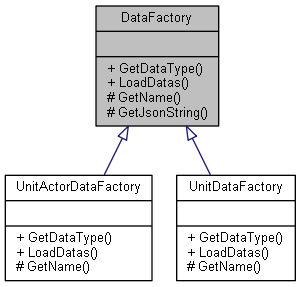 DataFactory
+ GetDataType()
+ LoadDatas()
# GetName()
# GetJsonString()
UnitActorDataFactory
+ GetDataType()
+ LoadDatas()
# GetName()
UnitDataFactory
+ GetDataType()
+ LoadDatas()
# GetName()